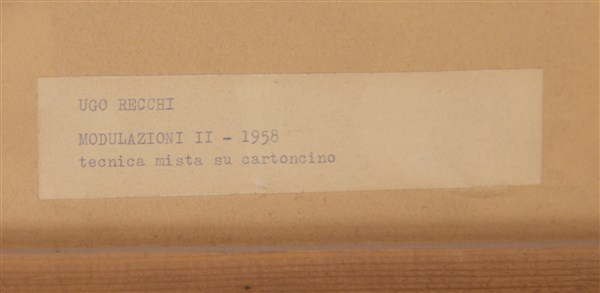 UGO RECCHI
MODULAZIONI II - 1958
tecnica mista su cartoncino